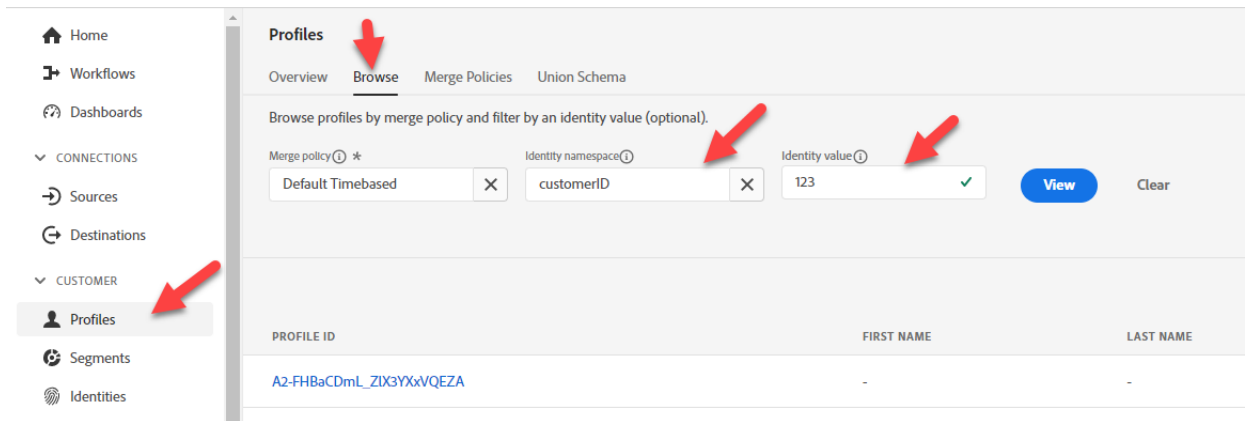 Home
Workflows
Dashboards
CONNECTIONS
Sources
Destinations
CUSTOMER
Profiles
Segments
Identities
Profiles
Overview Browse Merge Policies Union Schema
Browse profiles by merge policy and filter by an identity value (optional).
Merge policy * Identity namespace Identity value
Default Timebased customerID 123 View Clear
PROFILE ID FIRST NAME LAST NAME
A2-FHBaCDmL_ZIX3YXxVQEZA - -